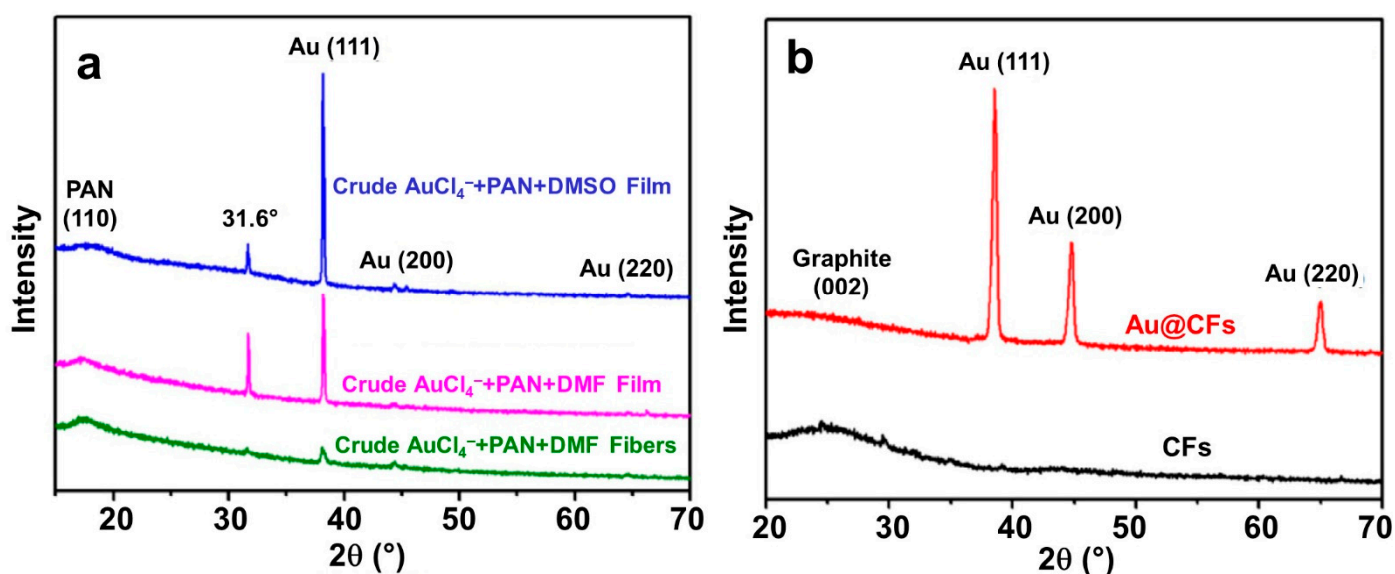 a
Au (111)
Crude AuCl₄⁻+PAN+DMSO Film
PAN
(110)
31.6°
Au (200)
Au (220)
Crude AuCl₄⁻+PAN+DMF Film
Crude AuCl₄⁻+PAN+DMF Fibers
Intensity
20 30 40 50 60 70
2θ (°)
b
Au (111)
Au (200)
Graphite
(002)
Au (220)
Au@CFs
CFs
Intensity
20 30 40 50 60 70
2θ (°)